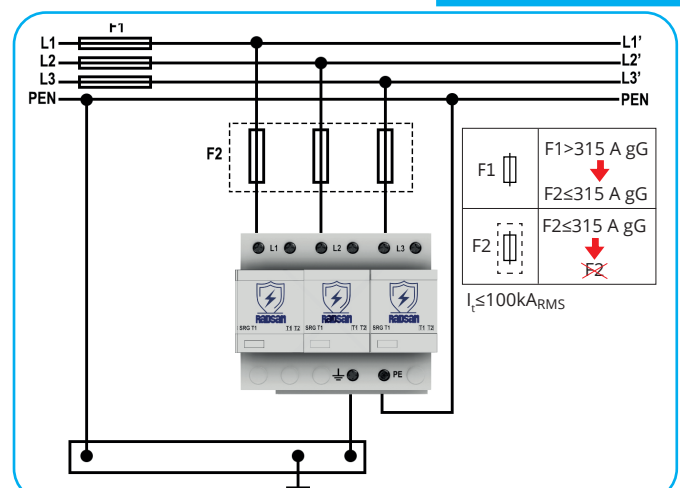 F1
L1 L1’
L2 L2’
L3 L3’
PEN PEN
F2
F1 F1>315 A gG
F2≤315 A gG
F2 F2≤315 A gG
F2
It≤100kARMS
L1 L2 L3
RADSAN RADSAN RADSAN
SRG T1 T1 T2 SRG T1 T1 T2 SRG T1 T1 T2
PE